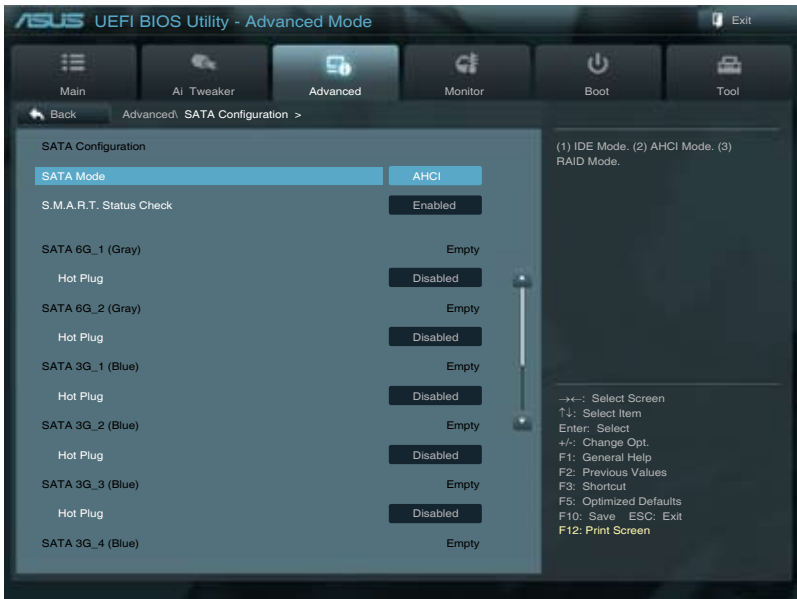 ASUS UEFI BIOS Utility - Advanced Mode
Exit
Main
Ai Tweaker
Advanced
Monitor
Boot
Tool
Back
Advanced\ SATA Configuration >
SATA Configuration
SATA Mode AHCI
S.M.A.R.T. Status Check Enabled
SATA 6G_1 (Gray) Empty
Hot Plug Disabled
SATA 6G_2 (Gray) Empty
Hot Plug Disabled
SATA 3G_1 (Blue) Empty
Hot Plug Disabled
SATA 3G_2 (Blue) Empty
Hot Plug Disabled
SATA 3G_3 (Blue) Empty
Hot Plug Disabled
SATA 3G_4 (Blue) Empty
(1) IDE Mode. (2) AHCI Mode. (3)
RAID Mode.
→←: Select Screen
↑↓: Select Item
Enter: Select
+/-: Change Opt.
F1: General Help
F2: Previous Values
F3: Shortcut
F5: Optimized Defaults
F10: Save ESC: Exit
F12: Print Screen